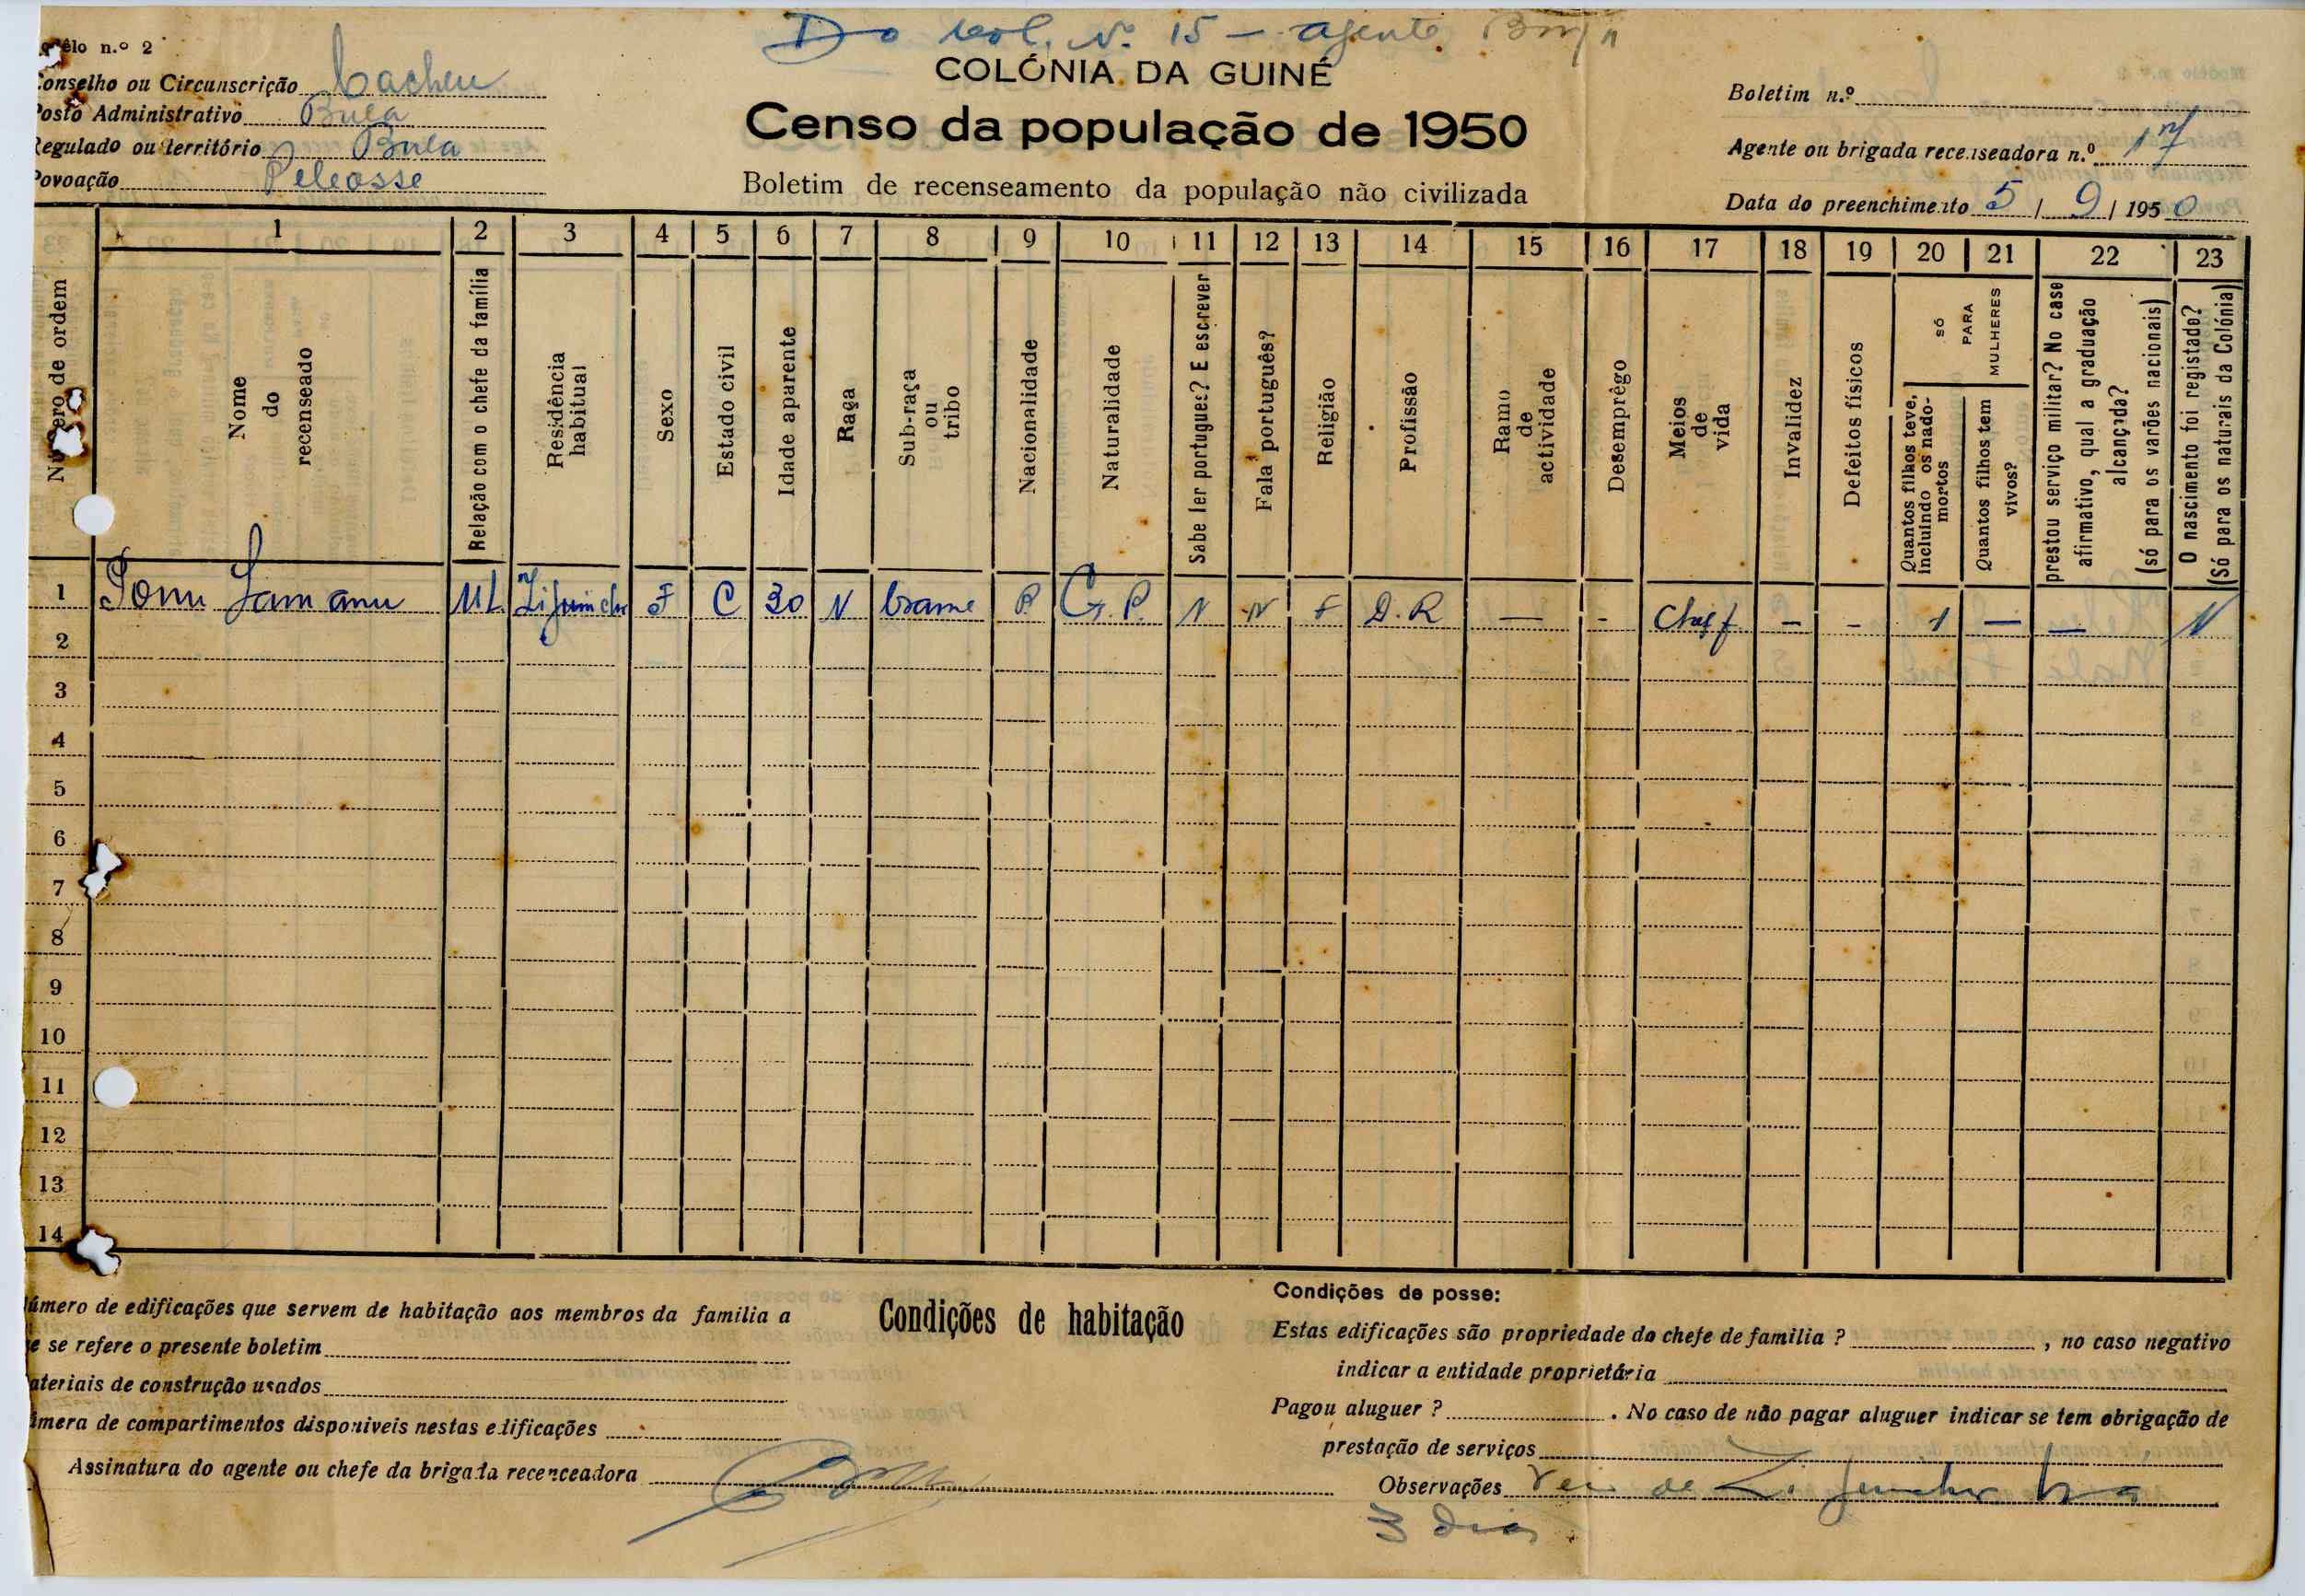 Do bol. Nº 15 — agente
élo n.º 2
COLÓNIA DA GUINÉ
Conselho ou Circunscrição Cacheu
Posto Administrativo Bula
Regulado ou território Bula
Povoação Peleosse
Censo da população de 1950
Boletim de recenseamento da população não civilizada
Boletim n.º
Agente ou brigada recenseadora n.º 17
Data do preenchimento 5 / 9 / 1950
1 2 3 4 5 6 7 8 9 10 11 12 13 14 15 16 17 18 19 20 21 22 23
Número de ordem
Nome
do
recenseado
Relação com o chefe da família
Residência
habitual
Sexo
Estado civil
Idade aparente
Raça
Sub-raça
ou
tribo
Nacionalidade
Naturalidade
Sabe ler portugues? E escrever
Fala português?
Religião
Profissão
Ramo
de
actividade
Desemprêgo
Meios
de
vida
Invalidez
Defeitos físicos
SÓ
PARA
MULHERES
Quantos filhos teve,
incluindo os nado-
mortos
Quantos filhos tem
vivos?
prestou serviço militar? No caso
afirmativo, qual a graduação
alcançada?
(só para os varões nacionais)
O nascimento foi registado?
(Só para os naturais da Colónia)
1 F C 30 N brame P G. P. N N F D. R — - — - 1 — — N
2
3
4
5
6
7
8
9
10
11
12
13
14
úmero de edificações que servem de habitação aos membros da familia a
e se refere o presente boletim
ateriais de construção usados
úmera de compartimentos disponiveis nestas edificações
Assinatura do agente ou chefe da brigada recenceadora
Condições de habitação
Condições de posse:
Estas edificações são propriedade do chefe de familia ? , no caso negativo
indicar a entidade proprietária
Pagou aluguer ? . No caso de não pagar aluguer indicar se tem obrigação de
prestação de serviços
Observações Veio de Ziguinchor há
3 dias